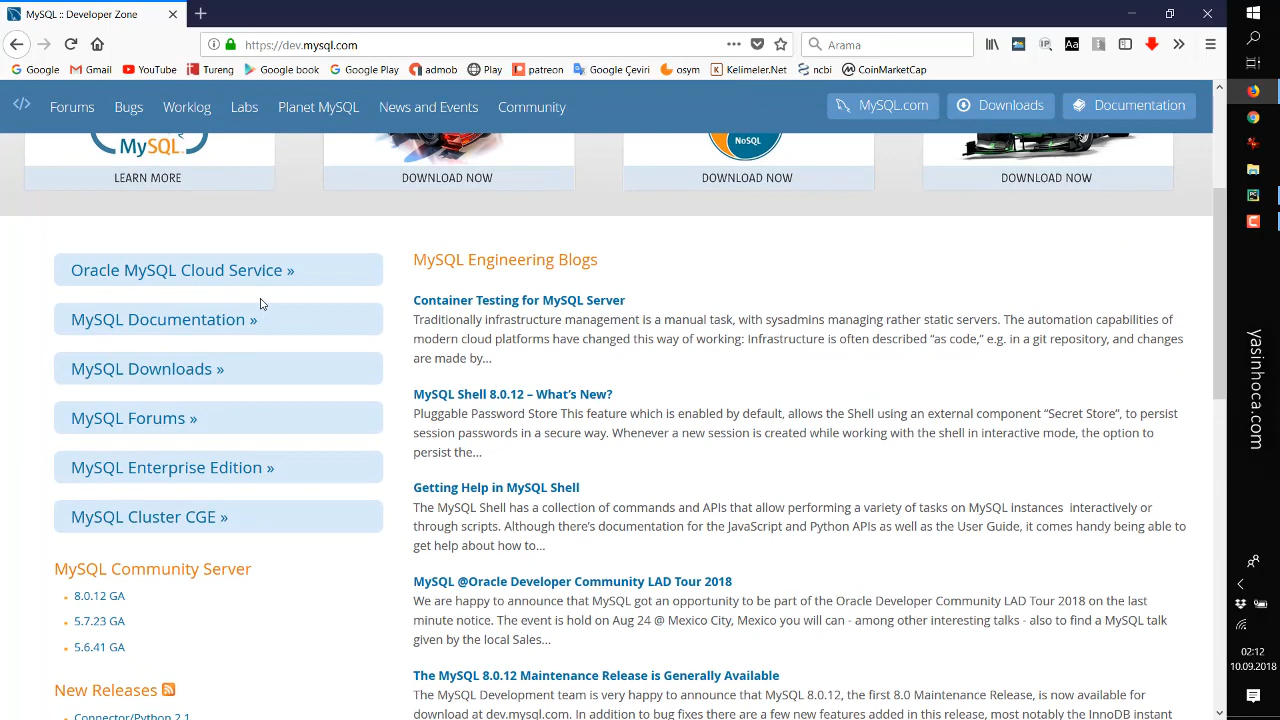 MySQL :: Developer Zone
https://dev.mysql.com
Arama
Google Gmail YouTube Tureng Google book Google Play admob Play patreon Google Çeviri osym Kelimeler.Net ncbi CoinMarketCap
</> Forums Bugs Worklog Labs Planet MySQL News and Events Community MySQL.com Downloads Documentation
MySQL
NoSQL
LEARN MORE DOWNLOAD NOW DOWNLOAD NOW DOWNLOAD NOW
Oracle MySQL Cloud Service »
MySQL Documentation »
MySQL Downloads »
MySQL Forums »
MySQL Enterprise Edition »
MySQL Cluster CGE »
MySQL Community Server
8.0.12 GA
5.7.23 GA
5.6.41 GA
New Releases
Connector/Python 2.1
MySQL Engineering Blogs
Container Testing for MySQL Server
Traditionally infrastructure management is a manual task, with sysadmins managing rather static servers. The automation capabilities of
modern cloud platforms have changed this way of working: Infrastructure is often described “as code,” e.g. in a git repository, and changes
are made by...
MySQL Shell 8.0.12 – What’s New?
Pluggable Password Store This feature which is enabled by default, allows the Shell using an external component “Secret Store”, to persist
session passwords in a secure way. Whenever a new session is created while working with the shell in interactive mode, the option to
persist the...
Getting Help in MySQL Shell
The MySQL Shell has a collection of commands and APIs that allow performing a variety of tasks on MySQL instances interactively or
through scripts. Although there’s documentation for the JavaScript and Python APIs as well as the User Guide, it comes handy being able to
get help about how to...
MySQL @Oracle Developer Community LAD Tour 2018
We are happy to announce that MySQL got an opportunity to be part of the Oracle Developer Community LAD Tour 2018 on the last
minute notice. The event is hold on Aug 24 @ Mexico City, Mexico you will can - among other interesting talks - also to find a MySQL talk
given by the local Sales...
The MySQL 8.0.12 Maintenance Release is Generally Available
The MySQL Development team is very happy to announce that MySQL 8.0.12, the first 8.0 Maintenance Release, is now available for
download at dev.mysql.com. In addition to bug fixes there are a few new features added in this release, most notably the InnoDB instant
yasinhoca.com
02:12
10.09.2018